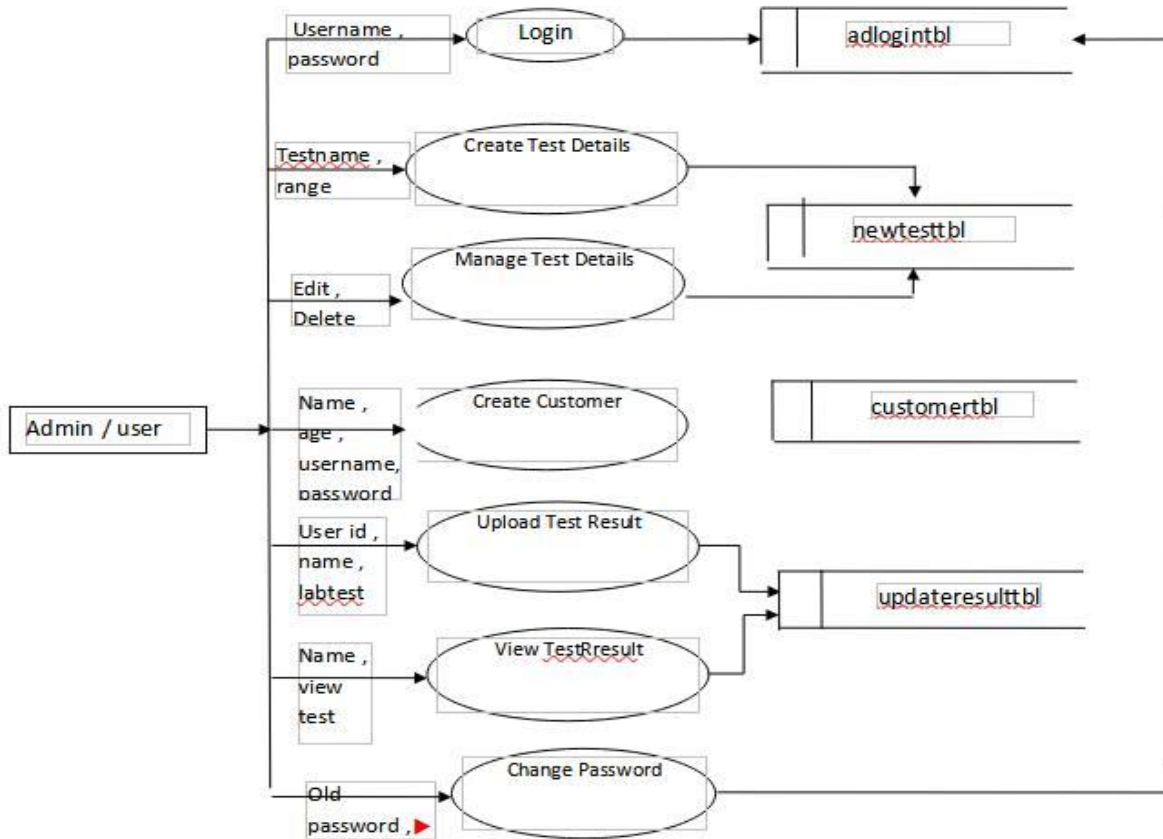 Username ,
password
Login
adlogintbl
Testname ,
range
Create Test Details
newtesttbl
Manage Test Details
Edit ,
Delete
Admin / user
Name ,
age ,
username,
password
Create Customer
customertbl
User id ,
name ,
labtest
Upload Test Result
updateresulttbl
Name ,
view
test
View TestRresult
Old
password ,
Change Password